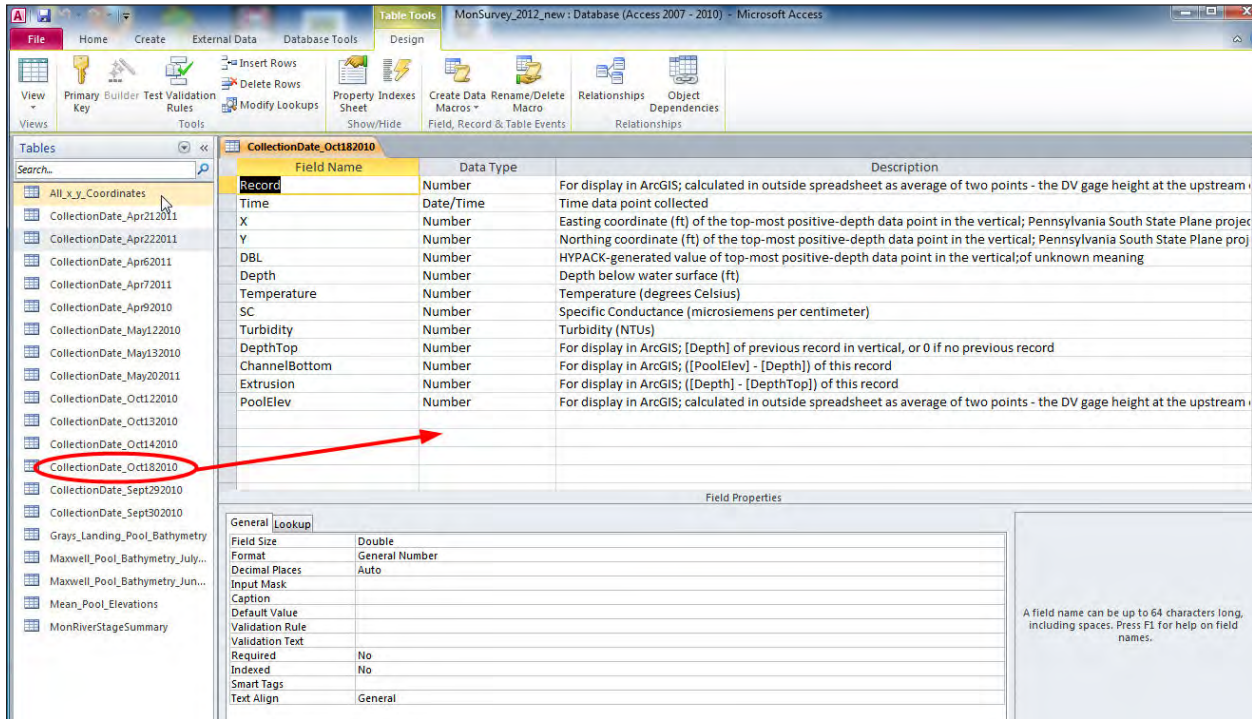 Table Tools MonSurvey_2012_new : Database (Access 2007 - 2010) - Microsoft Access
File Home Create External Data Database Tools Design
View
Primary Key
Builder
Test Validation Rules
Insert Rows
Delete Rows
Modify Lookups
Property Sheet
Indexes
Create Data Macros
Rename/Delete Macro
Relationships
Object Dependencies
Views Tools Show/Hide Field, Record & Table Events Relationships
Tables
Search...
All_x_y_Coordinates
CollectionDate_Apr212011
CollectionDate_Apr222011
CollectionDate_Apr62011
CollectionDate_Apr72011
CollectionDate_Apr92010
CollectionDate_May122010
CollectionDate_May132010
CollectionDate_May202011
CollectionDate_Oct122010
CollectionDate_Oct132010
CollectionDate_Oct142010
CollectionDate_Oct182010
CollectionDate_Sept292010
CollectionDate_Sept302010
Grays_Landing_Pool_Bathymetry
Maxwell_Pool_Bathymetry_July...
Maxwell_Pool_Bathymetry_Jun...
Mean_Pool_Elevations
MonRiverStageSummary
CollectionDate_Oct182010
Field Name Data Type Description
Record Number For display in ArcGIS; calculated in outside spreadsheet as average of two points - the DV gage height at the upstream
Time Date/Time Time data point collected
X Number Easting coordinate (ft) of the top-most positive-depth data point in the vertical; Pennsylvania South State Plane projec
Y Number Northing coordinate (ft) of the top-most positive-depth data point in the vertical; Pennsylvania South State Plane proj
DBL Number HYPACK-generated value of top-most positive-depth data point in the vertical;of unknown meaning
Depth Number Depth below water surface (ft)
Temperature Number Temperature (degrees Celsius)
SC Number Specific Conductance (microsiemens per centimeter)
Turbidity Number Turbidity (NTUs)
DepthTop Number For display in ArcGIS; [Depth] of previous record in vertical, or 0 if no previous record
ChannelBottom Number For display in ArcGIS; ([PoolElev] - [Depth]) of this record
Extrusion Number For display in ArcGIS; ([Depth] - [DepthTop]) of this record
PoolElev Number For display in ArcGIS; calculated in outside spreadsheet as average of two points - the DV gage height at the upstream
Field Properties
General Lookup
Field Size Double
Format General Number
Decimal Places Auto
Input Mask
Caption
Default Value
Validation Rule
Validation Text
Required No
Indexed No
Smart Tags
Text Align General
A field name can be up to 64 characters long,
including spaces. Press F1 for help on field
names.